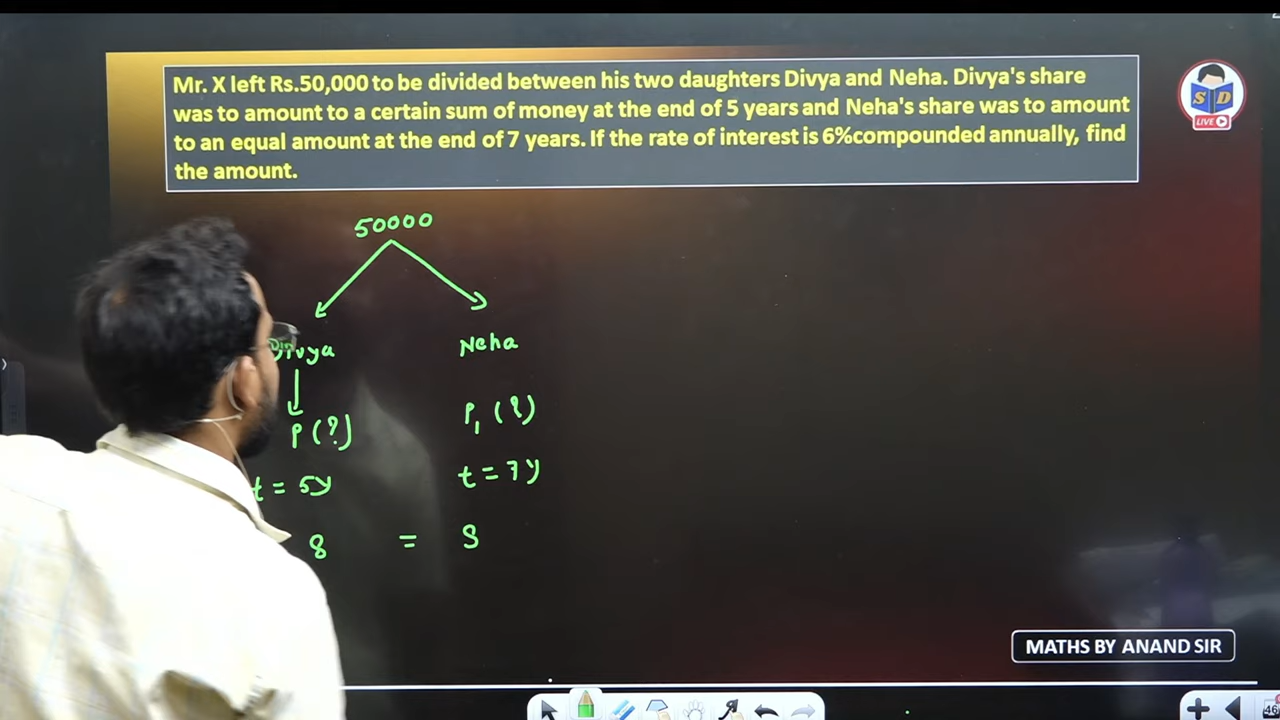 Mr. X left Rs.50,000 to be divided between his two daughters Divya and Neha. Divya's share
was to amount to a certain sum of money at the end of 5 years and Neha's share was to amount
to an equal amount at the end of 7 years. If the rate of interest is 6%compounded annually, find
the amount.
S D
LIVE
50000
Divya Neha
P (?) P₁ (?)
t = 5y t = 7y
S = S
MATHS BY ANAND SIR